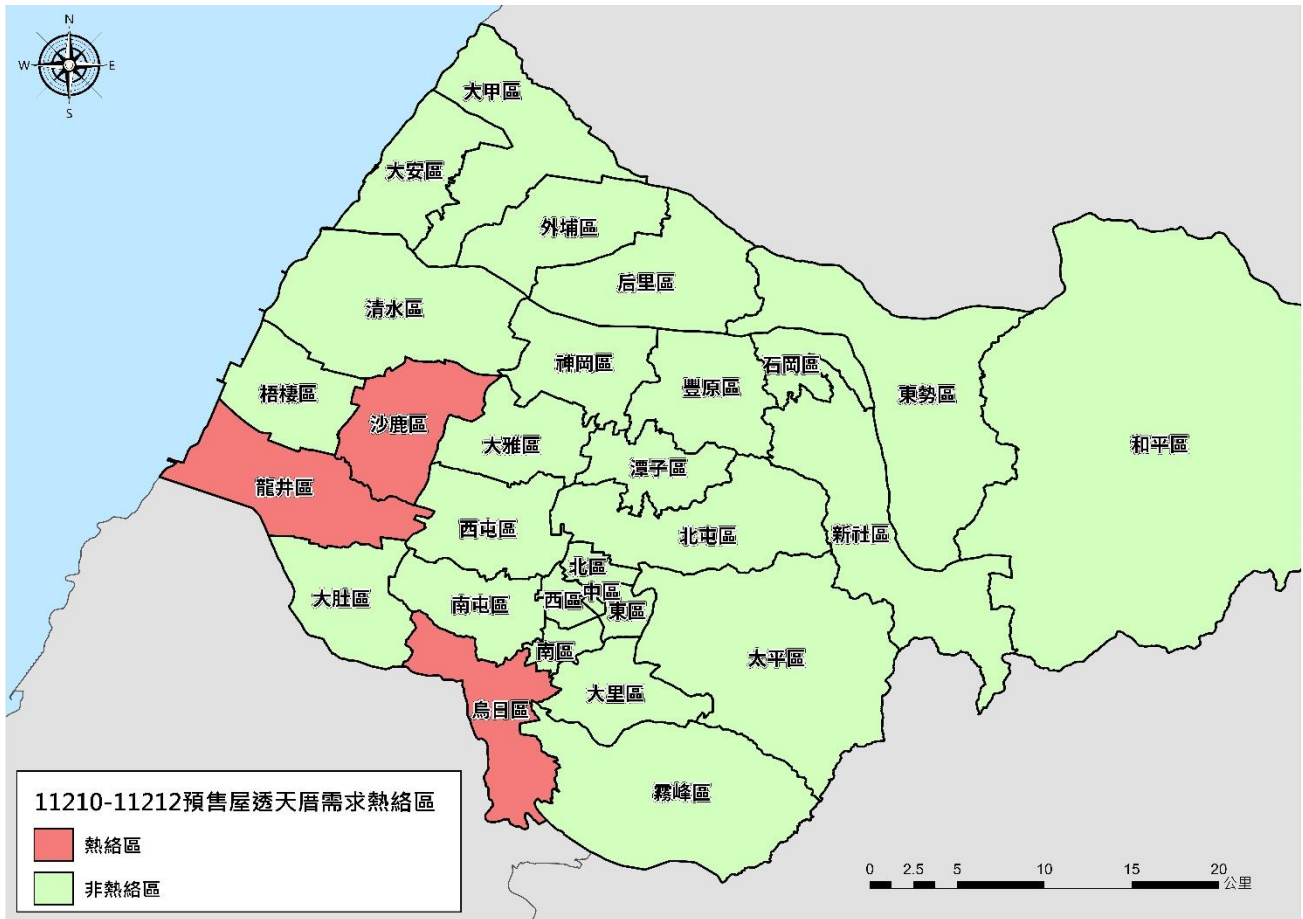 N
W
E
S
大甲區
大安區
外埔區
后里區
清水區
神岡區
豐原區
石岡區
東勢區
和平區
梧棲區
沙鹿區
大雅區
潭子區
龍井區
西屯區
北屯區
新社區
北區
中區
西區
東區
大肚區
南屯區
南區
太平區
大里區
烏日區
霧峰區
11210-11212預售屋透天厝需求熱絡區
熱絡區
非熱絡區
0 2.5 5 10 15 20
公里